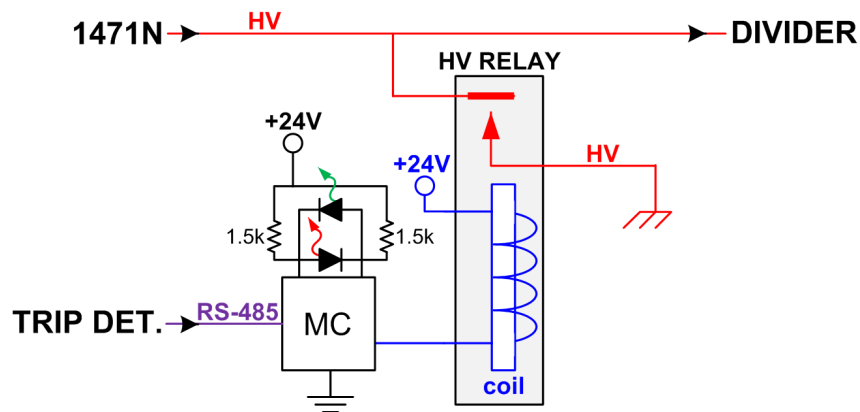 1471N
HV
DIVIDER
HV RELAY
+24V
+24V
HV
1.5k
1.5k
TRIP DET.
RS-485
MC
coil